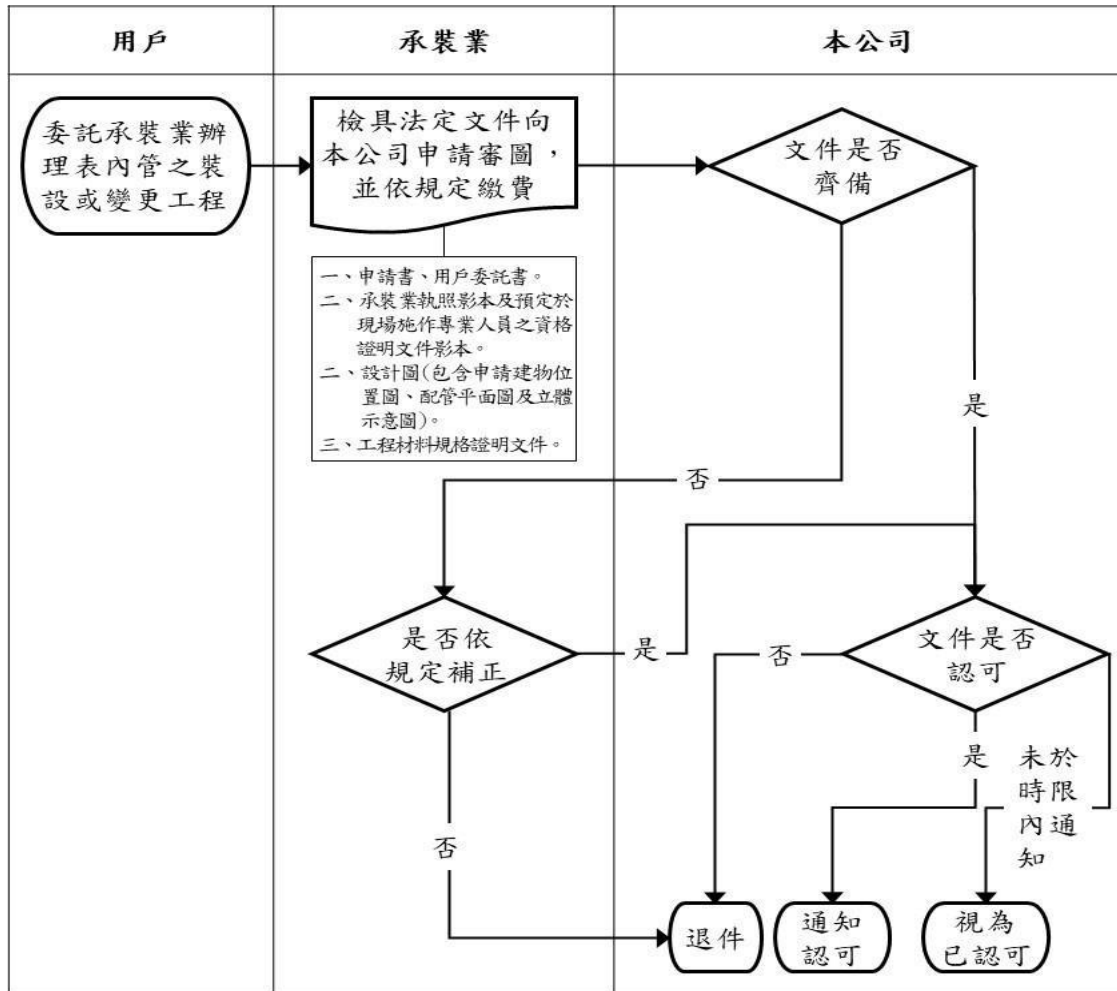 用戶
承裝業
本公司
委託承裝業辦
理表內管之裝
設或變更工程
檢具法定文件向
本公司申請審圖，
並依規定繳費
文件是否
齊備
一、申請書、用戶委託書。
二、承裝業執照影本及預定於
現場施作專業人員之資格
證明文件影本。
二、設計圖(包含申請建物位
置圖、配管平面圖及立體
示意圖)。
三、工程材料規格證明文件。
是
否
是否依
規定補正
是
否
文件是否
認可
是
未於
時限
內通
知
否
退件
通知
認可
視為
已認可